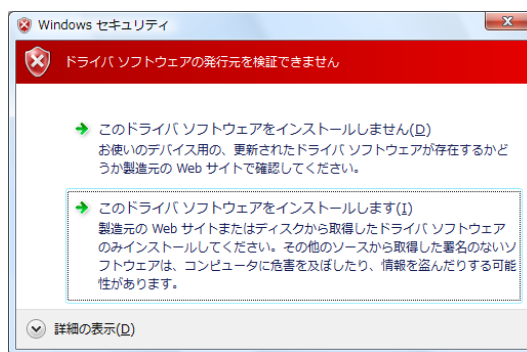 Windows セキュリティ
ドライバ ソフトウェアの発行元を検証できません
このドライバ ソフトウェアをインストールしません(D)
お使いのデバイス用の、更新されたドライバ ソフトウェアが存在するかど
うか製造元の Web サイトで確認してください。
このドライバ ソフトウェアをインストールします(I)
製造元の Web サイトまたはディスクから取得したドライバ ソフトウェア
のみインストールしてください。その他のソースから取得した署名のないソ
フトウェアは、コンピュータに危害を及ぼしたり、情報を盗んだりする可能
性があります。
詳細の表示(D)